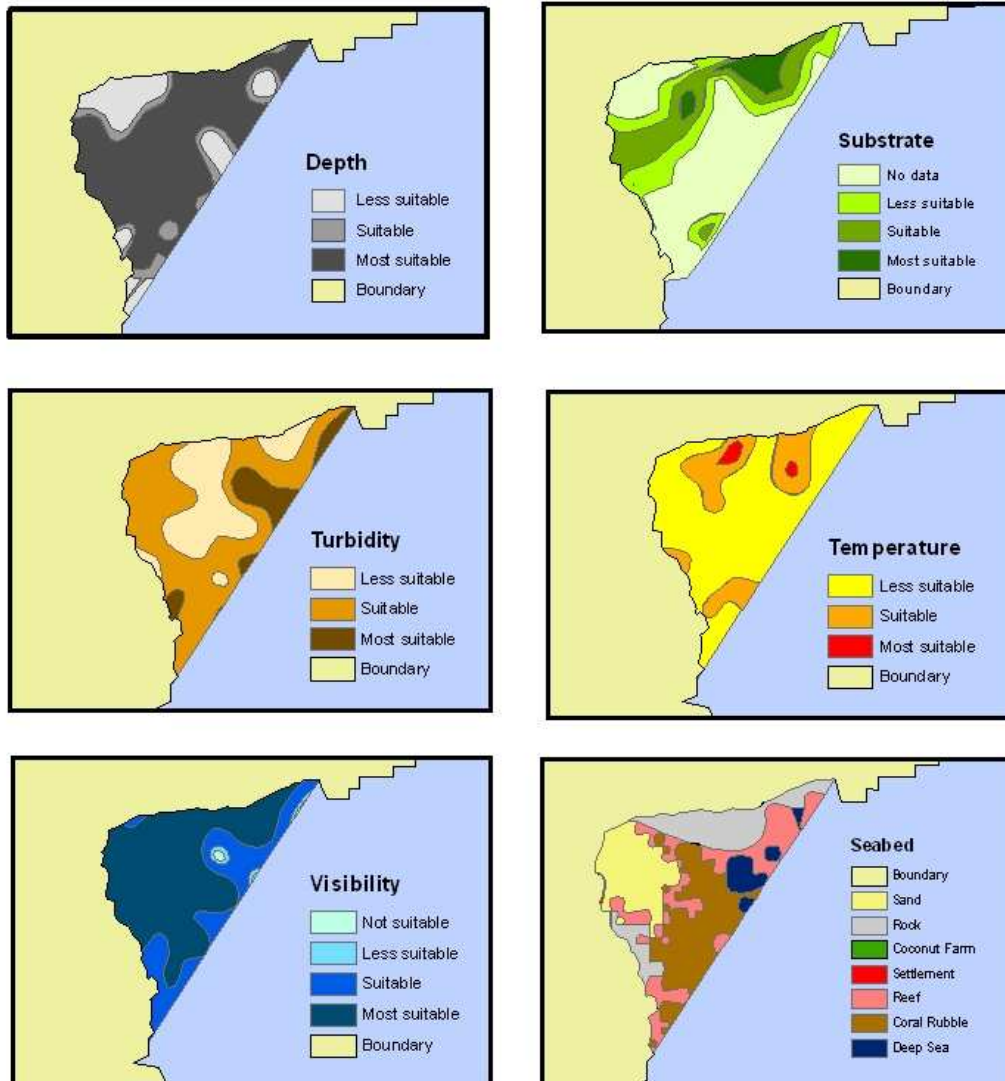 Depth
Less suitable
Suitable
Most suitable
Boundary
Substrate
No data
Less suitable
Suitable
Most suitable
Boundary
Turbidity
Less suitable
Suitable
Most suitable
Boundary
Temperature
Less suitable
Suitable
Most suitable
Boundary
Visibility
Not suitable
Less suitable
Suitable
Most suitable
Boundary
Seabed
Boundary
Sand
Rock
Coconut Farm
Settlement
Reef
Coral Rubble
Deep Sea